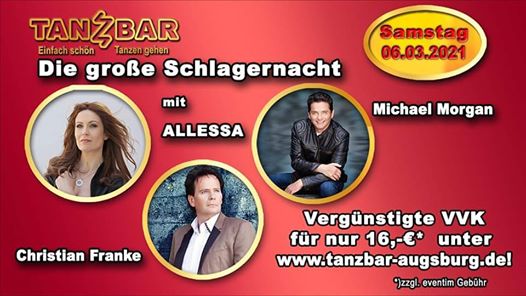 TANZBAR
Einfach schön Tanzen gehen
Samstag
06.03.2021
Die große Schlagernacht
mit
ALLESSA
Michael Morgan
Christian Franke
Vergünstigte VVK
für nur 16,-€* unter
www.tanzbar-augsburg.de!
*)zzgl. eventim Gebühr